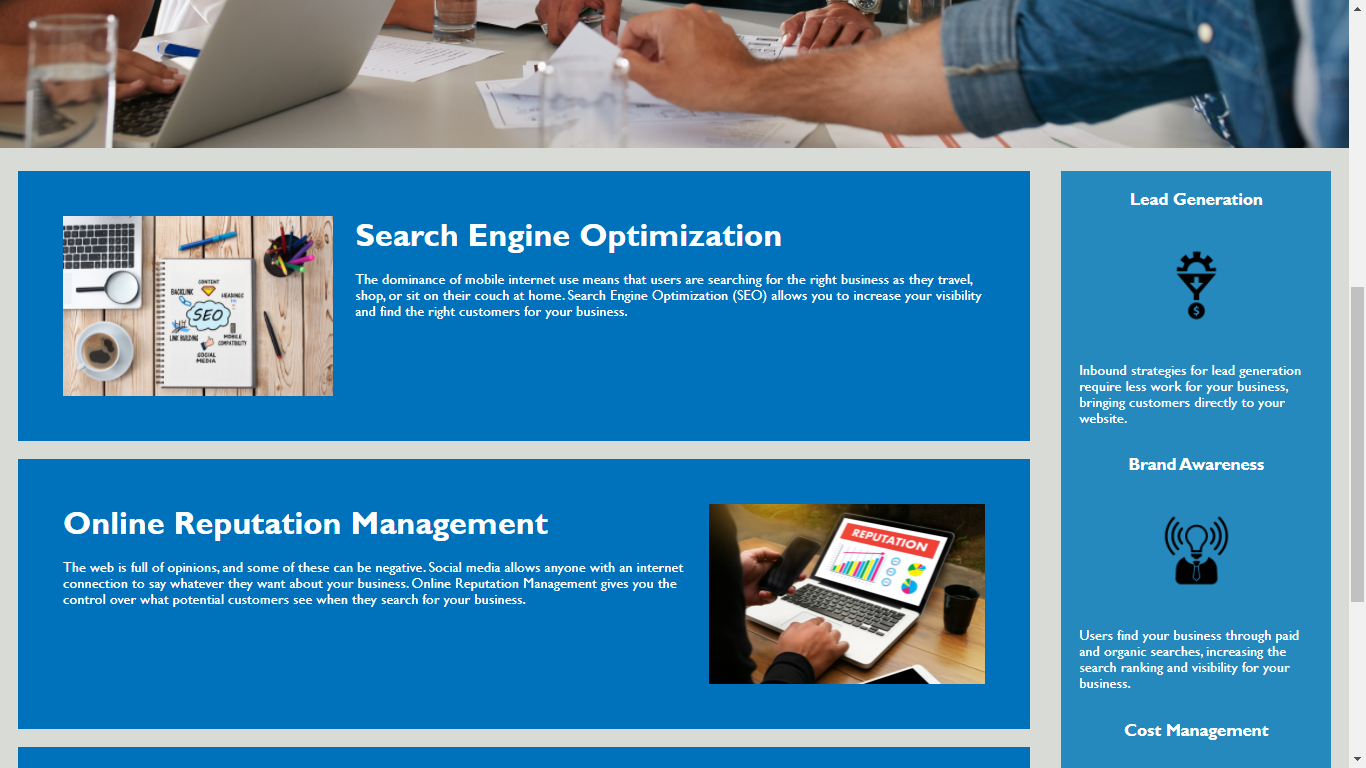 Search Engine Optimization
The dominance of mobile internet use means that users are searching for the right business as they travel,
shop, or sit on their couch at home. Search Engine Optimization (SEO) allows you to increase your visibility
and find the right customers for your business.
CONTENT
BACKLINK
HEADINGS
SEO
LINK BUILDING
MOBILE
COMPATIBILITY
SOCIAL
MEDIA
Online Reputation Management
The web is full of opinions, and some of these can be negative. Social media allows anyone with an internet
connection to say whatever they want about your business. Online Reputation Management gives you the
control over what potential customers see when they search for your business.
REPUTATION
Lead Generation
$
Inbound strategies for lead generation
require less work for your business,
bringing customers directly to your
website.
Brand Awareness
Users find your business through paid
and organic searches, increasing the
search ranking and visibility for your
business.
Cost Management